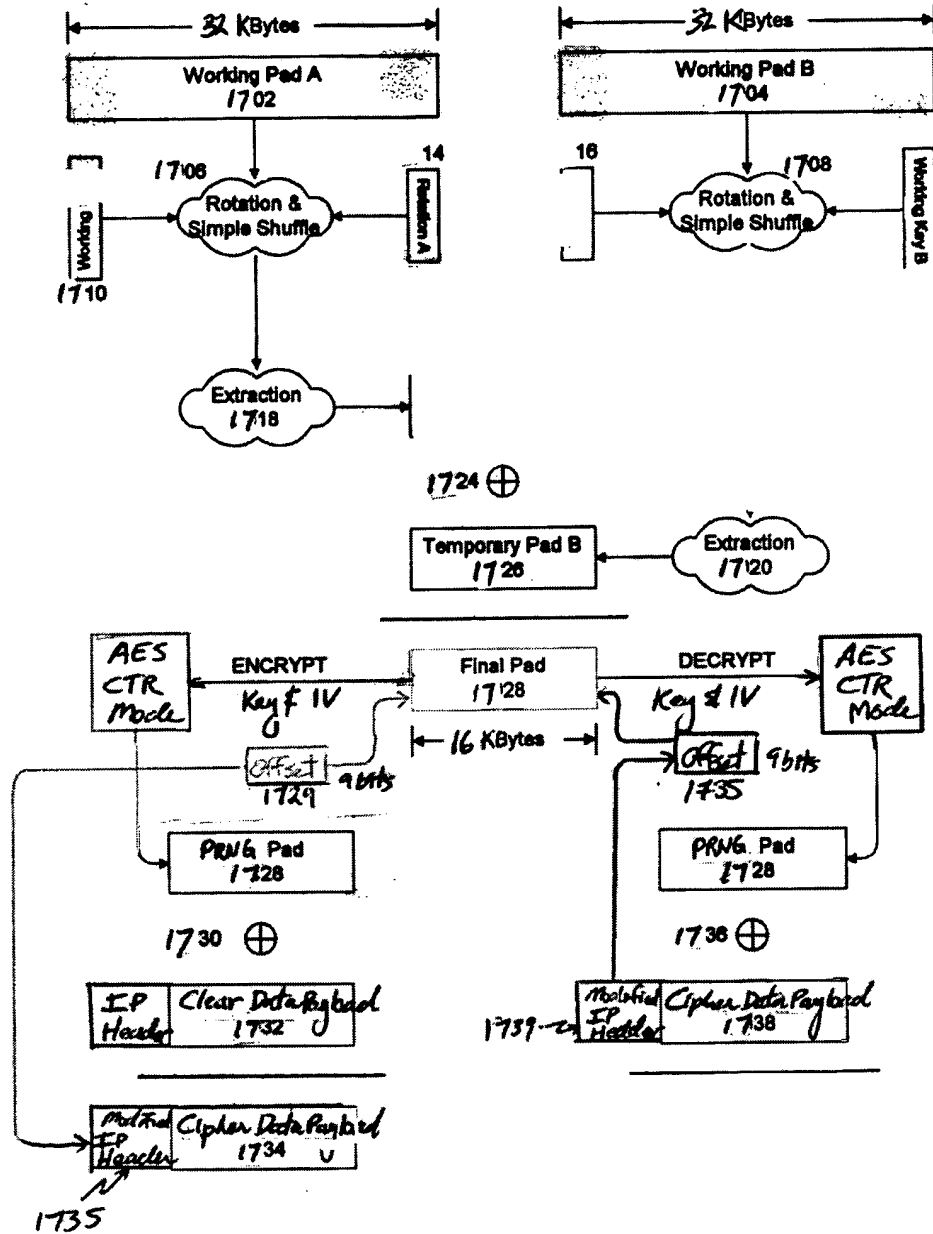 32 KBytes
32 KBytes
Working Pad A
1702
Working Pad B
1704
1706
14
16
1708
Rotation &
Simple Shuffle
Rotation &
Simple Shuffle
Working
Rotation A
Working Key B
1710
Extraction
1718
1724
Temporary Pad B
1726
Extraction
1720
AES
CTR
Mode
ENCRYPT
Key & IV
Final Pad
1728
DECRYPT
Key & IV
AES
CTR
Mode
16 KBytes
Offset
9 bits
1729
Offset
9 bits
1735
PRNG Pad
1728
PRNG Pad
1728
1730
1736
IP
Header
Clear Data Payload
1732
1739
Modified
IP
Header
Cipher Data Payload
1738
Modified
IP
Header
Cipher Data Payload
1734
1735